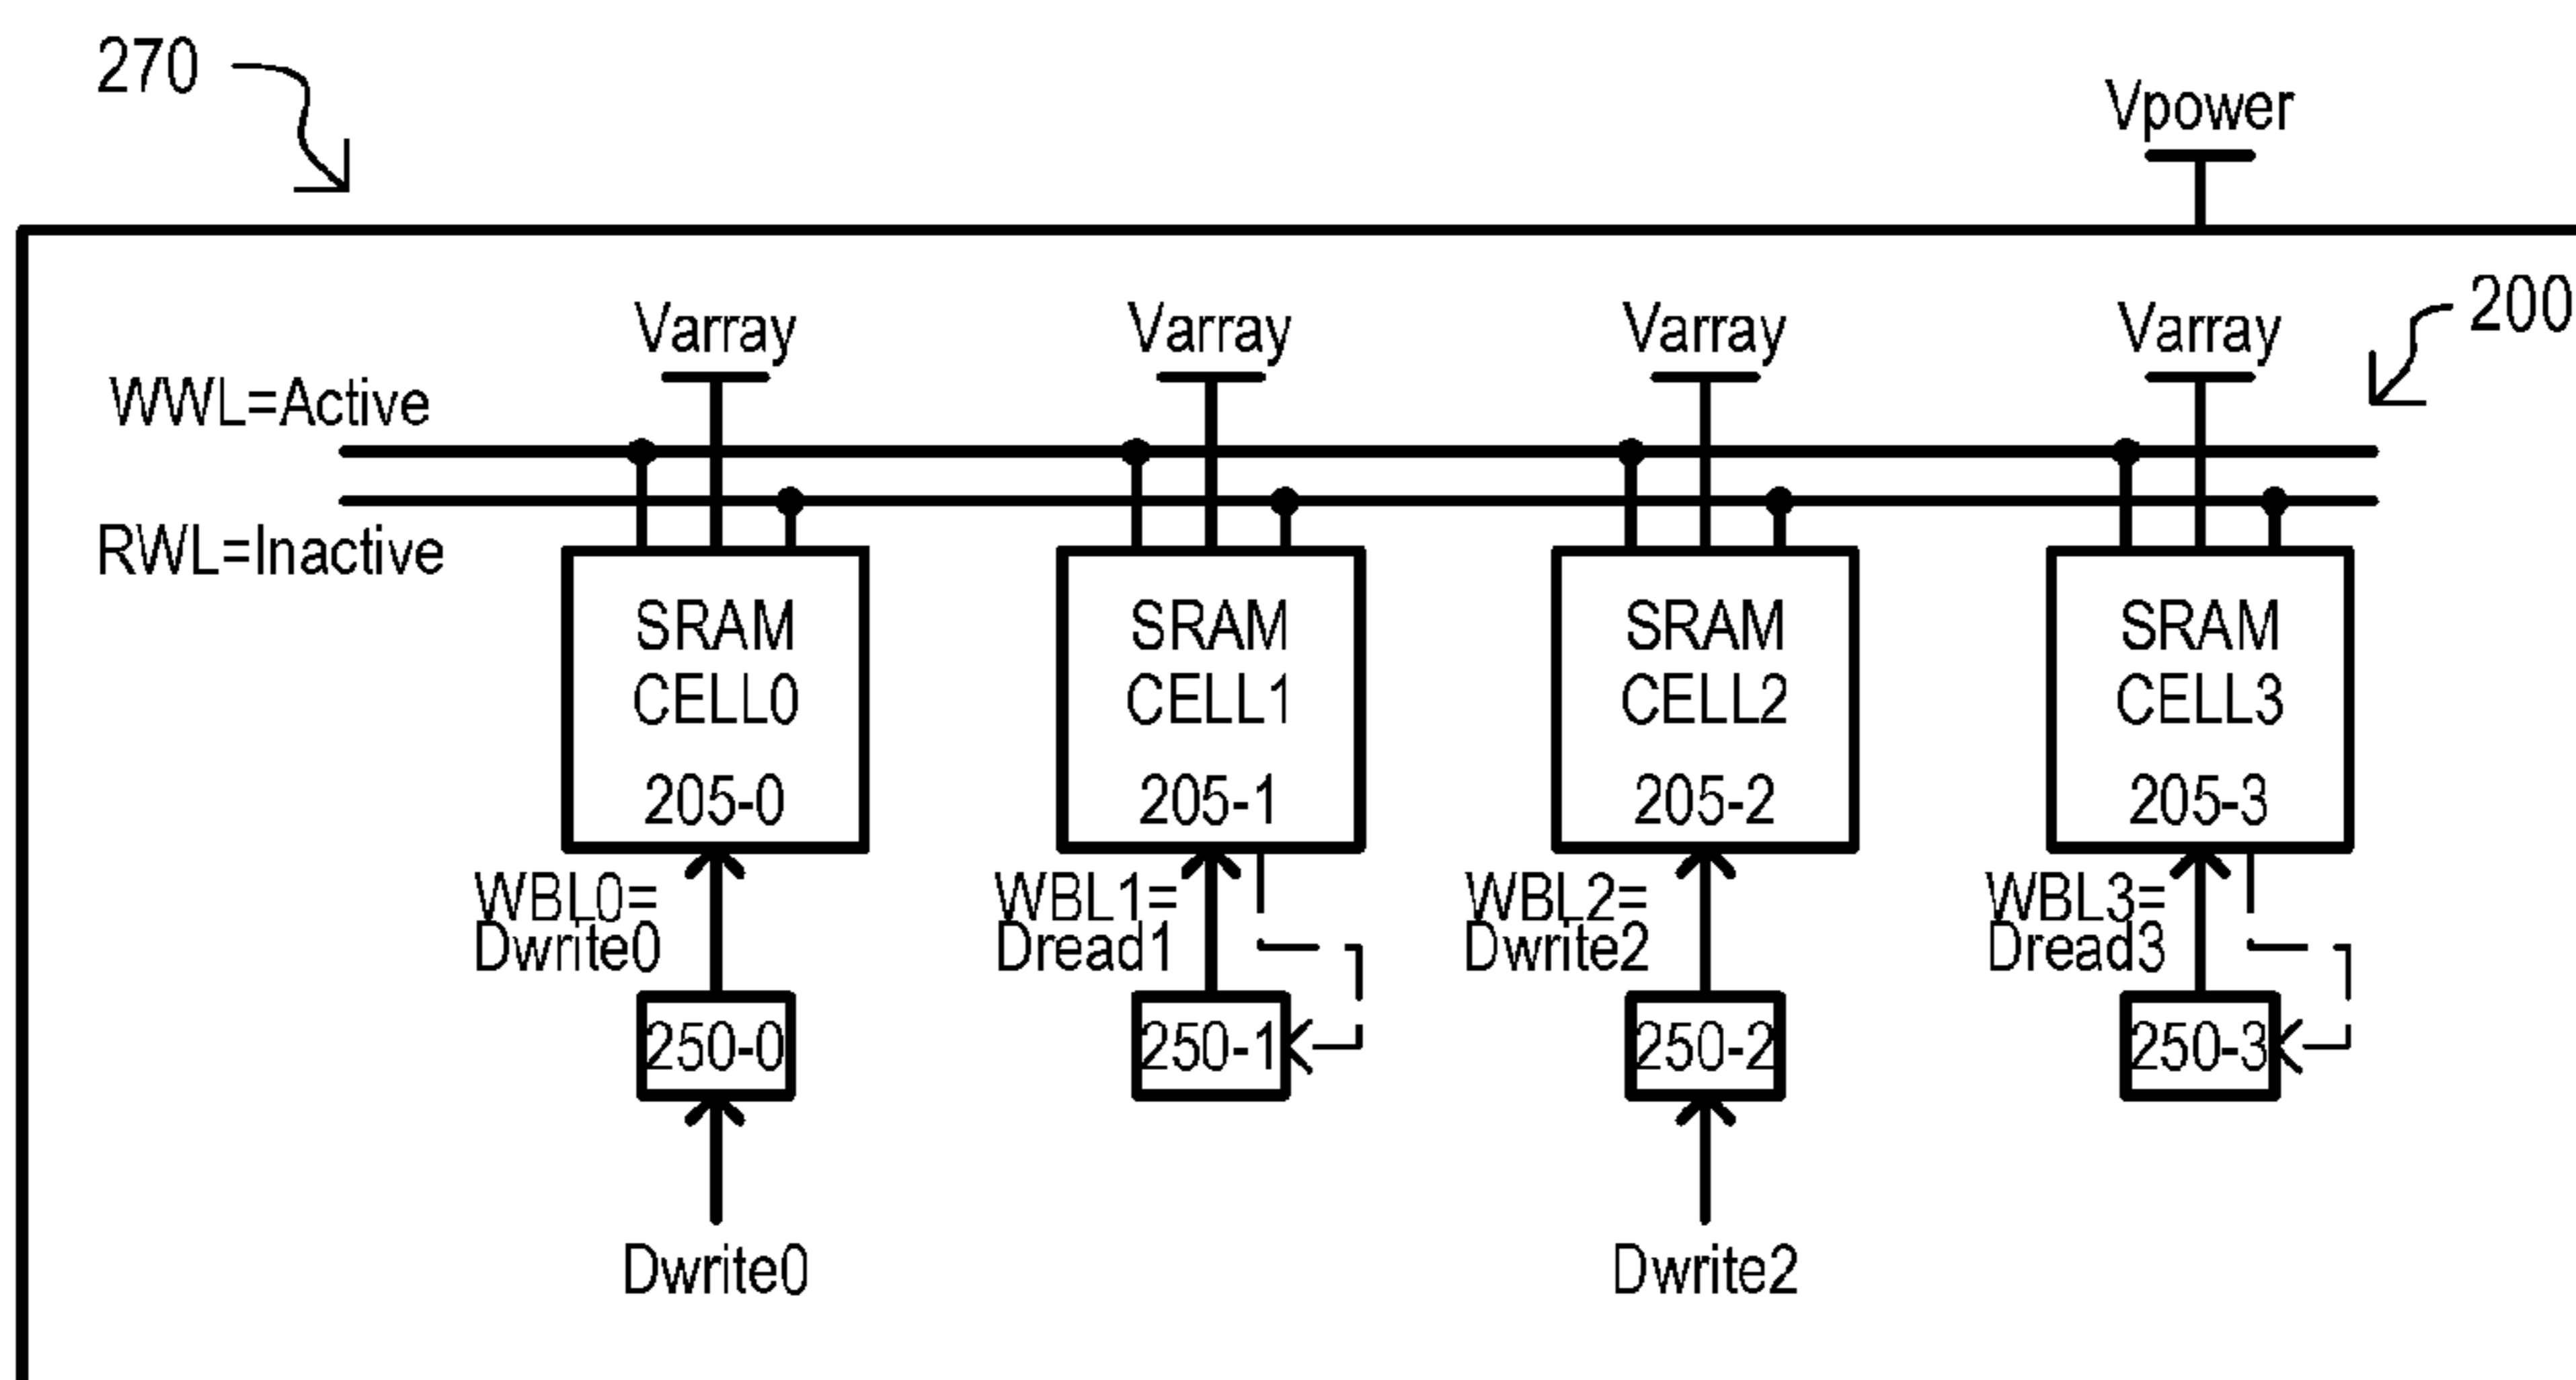 270
Vpower
200
Varray Varray Varray Varray
WWL=Active
RWL=Inactive
SRAM CELL0 205-0
SRAM CELL1 205-1
SRAM CELL2 205-2
SRAM CELL3 205-3
WBL0=
Dwrite0
WBL1=
Dread1
WBL2=
Dwrite2
WBL3=
Dread3
250-0 250-1 250-2 250-3
Dwrite0 Dwrite2